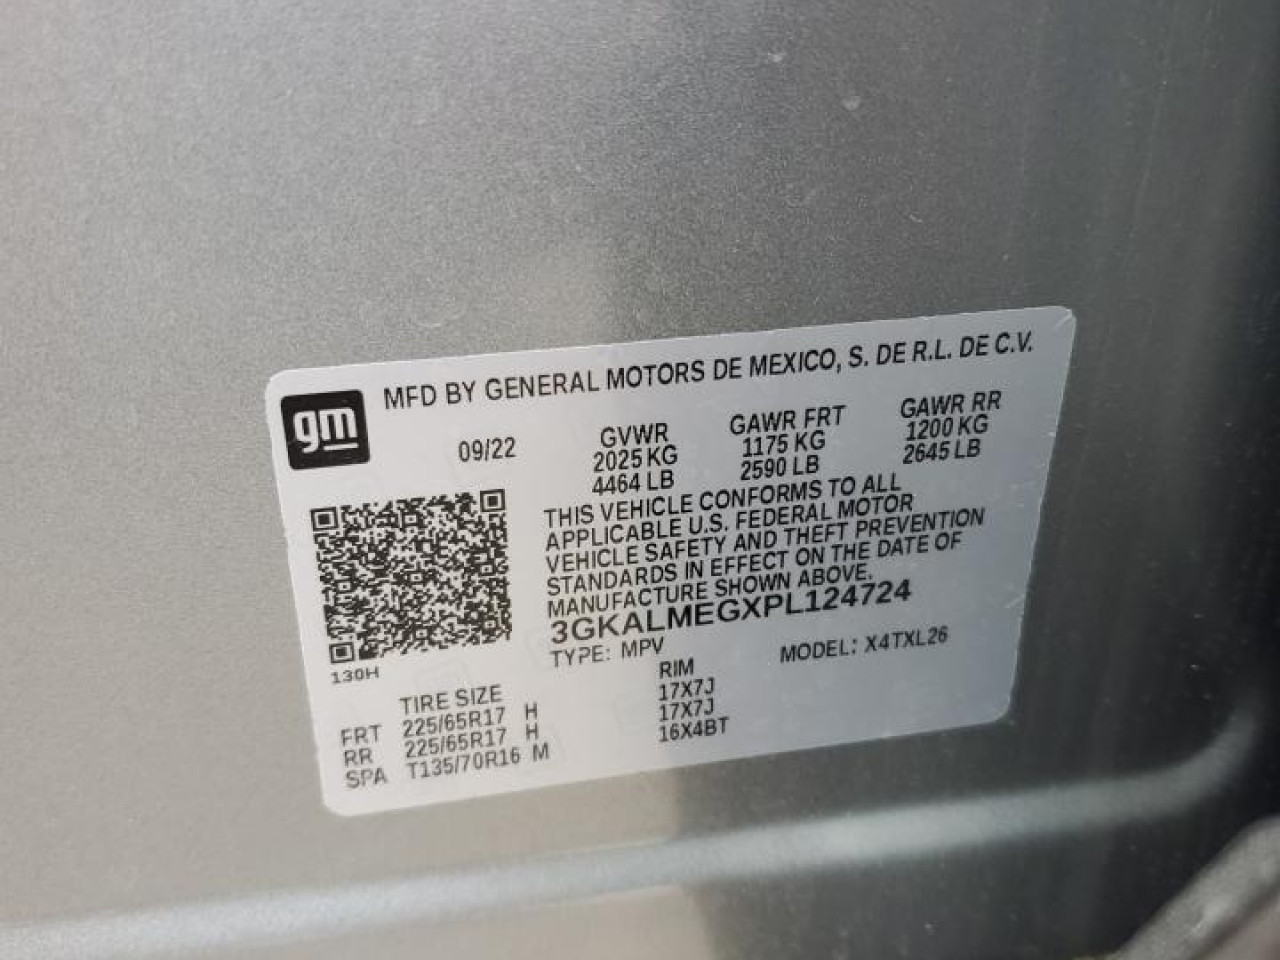 MFD BY GENERAL MOTORS DE MEXICO, S. DE R.L. DE C.V.
gm
09/22
GVWR GAWR FRT GAWR RR
2025 KG 1175 KG 1200 KG
4464 LB 2590 LB 2645 LB
THIS VEHICLE CONFORMS TO ALL
APPLICABLE U.S. FEDERAL MOTOR
VEHICLE SAFETY AND THEFT PREVENTION
STANDARDS IN EFFECT ON THE DATE OF
MANUFACTURE SHOWN ABOVE.
3GKALMEGXPL124724
TYPE: MPV MODEL: X4TXL26
130H
TIRE SIZE RIM
FRT 225/65R17 H 17X7J
RR 225/65R17 H 17X7J
SPA T135/70R16 M 16X4BT